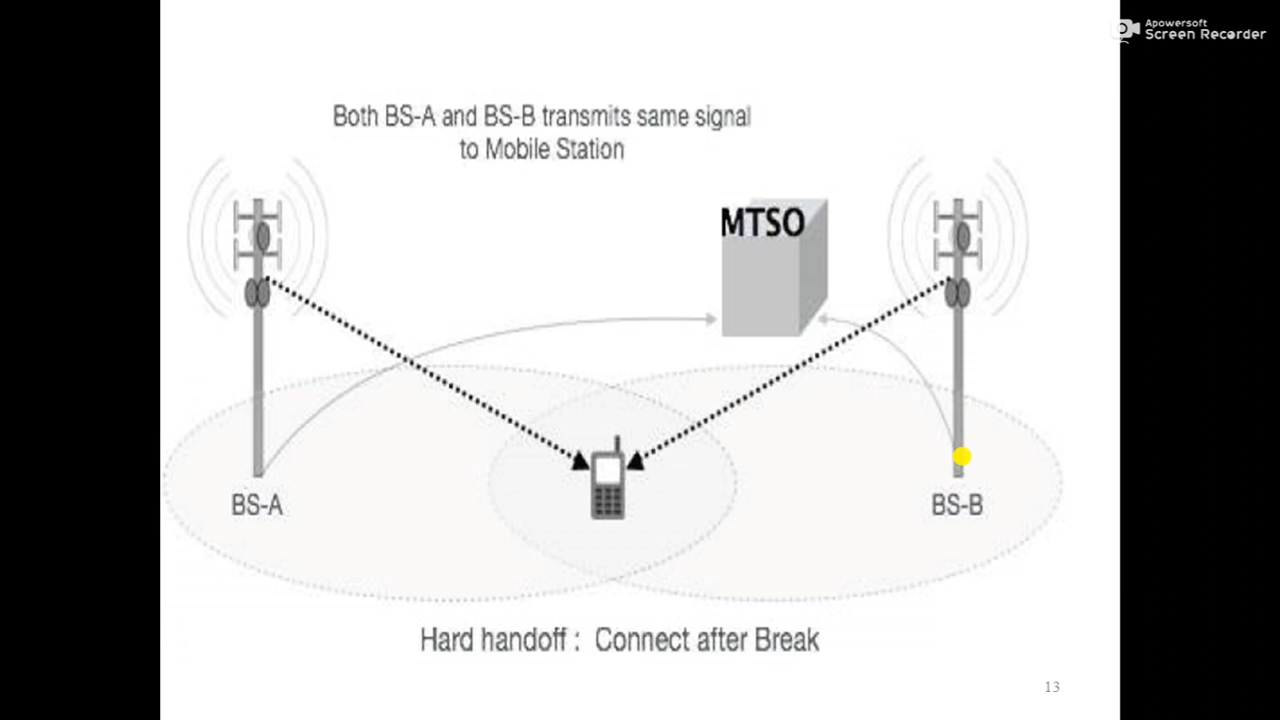 Apowersoft
Screen Recorder
Both BS-A and BS-B transmits same signal
to Mobile Station
MTSO
BS-A
BS-B
Hard handoff : Connect after Break
13